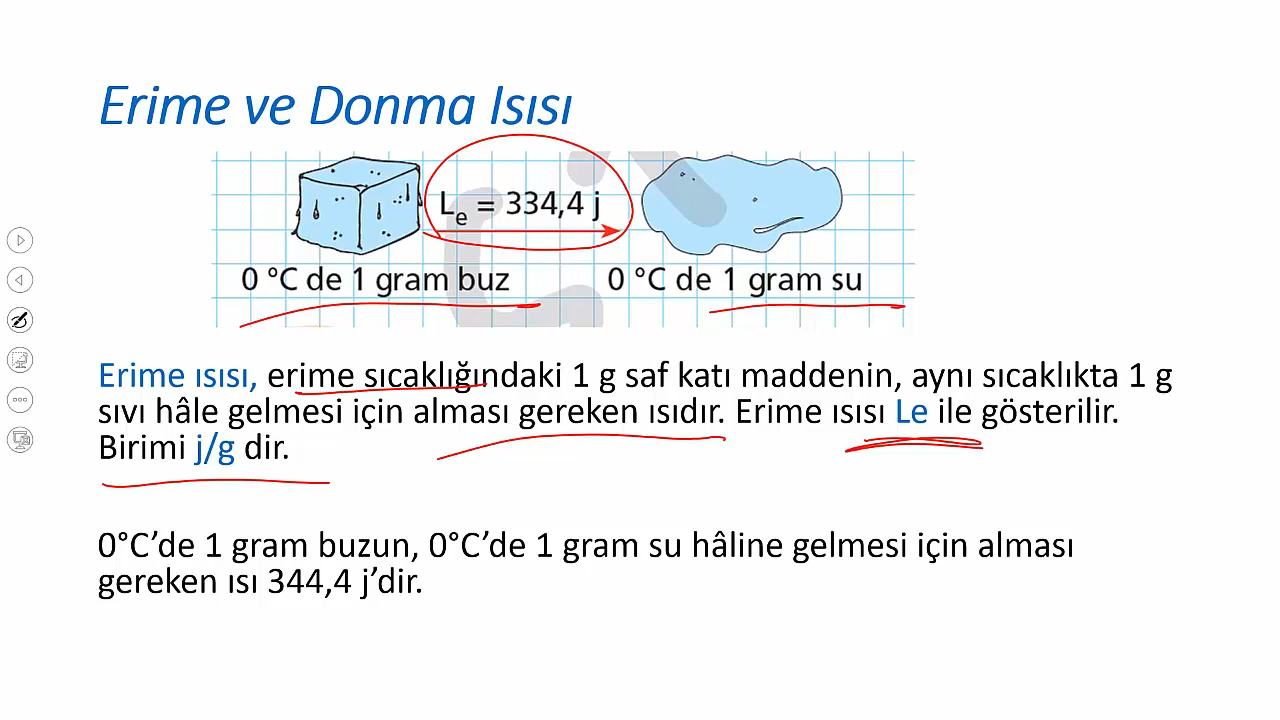 Erime ve Donma Isısı
Le = 334,4 j
0 °C de 1 gram buz
0 °C de 1 gram su
Erime ısısı, erime sıcaklığındaki 1 g saf katı maddenin, aynı sıcaklıkta 1 g
sıvı hâle gelmesi için alması gereken ısıdır. Erime ısısı Le ile gösterilir.
Birimi j/g dir.
0°C’de 1 gram buzun, 0°C’de 1 gram su hâline gelmesi için alması
gereken ısı 344,4 j’dir.